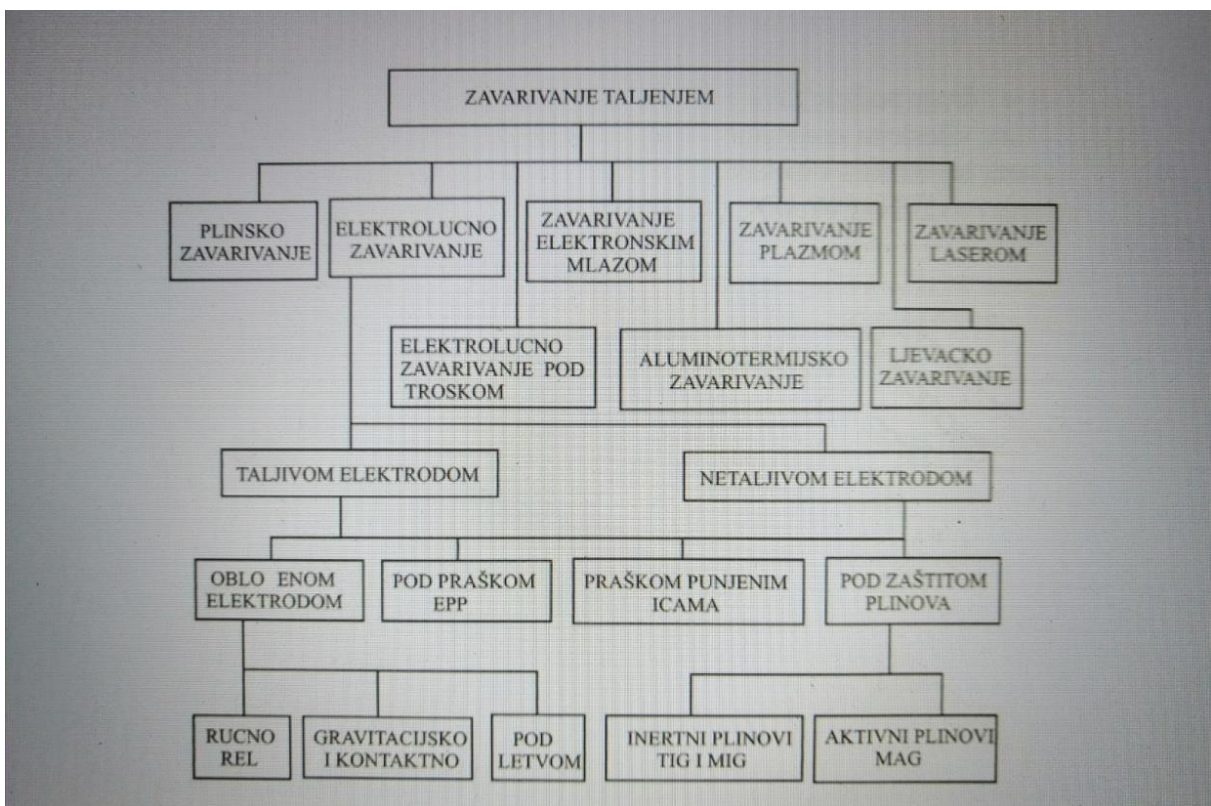 ZAVARIVANJE TALJENJEM
PLINSKO
ZAVARIVANJE
ELEKTROLUCNO
ZAVARIVANJE
ZAVARIVANJE
ELEKTRONSKIM
MLAZOM
ZAVARIVANJE
PLAZMOM
ZAVARIVANJE
LASEROM
ELEKTROLUCNO
ZAVARIVANJE POD
TROSKOM
ALUMINOTERMIJSKO
ZAVARIVANJE
LJEVACKO
ZAVARIVANJE
TALJIVOM ELEKTRODOM
NETALJIVOM ELEKTRODOM
OBLO ENOM
ELEKTRODOM
POD PRAŠKOM
EPP
PRAŠKOM PUNJENIM
ICAMA
POD ZAŠTITOM
PLINOVA
RUCNO
REL
GRAVITACIJSKO
I KONTAKTNO
POD
LETVOM
INERTNI PLINOVI
TIG I MIG
AKTIVNI PLINOVI
MAG